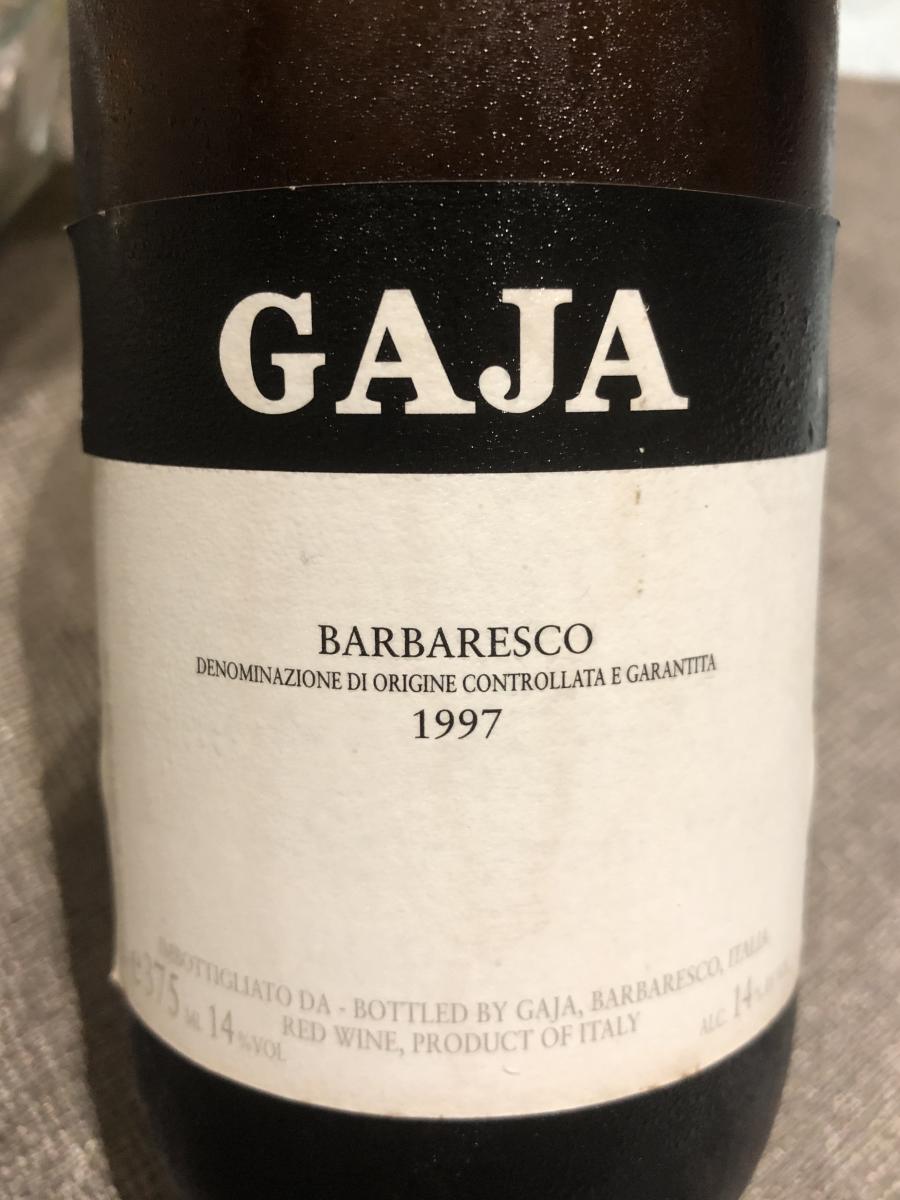 GAJA
BARBARESCO
DENOMINAZIONE DI ORIGINE CONTROLLATA E GARANTITA
1997
IMBOTTIGLIATO DA - BOTTLED BY GAJA, BARBARESCO, ITALIA
e 375 ML 14 %VOL
RED WINE, PRODUCT OF ITALY
ALC. 14%